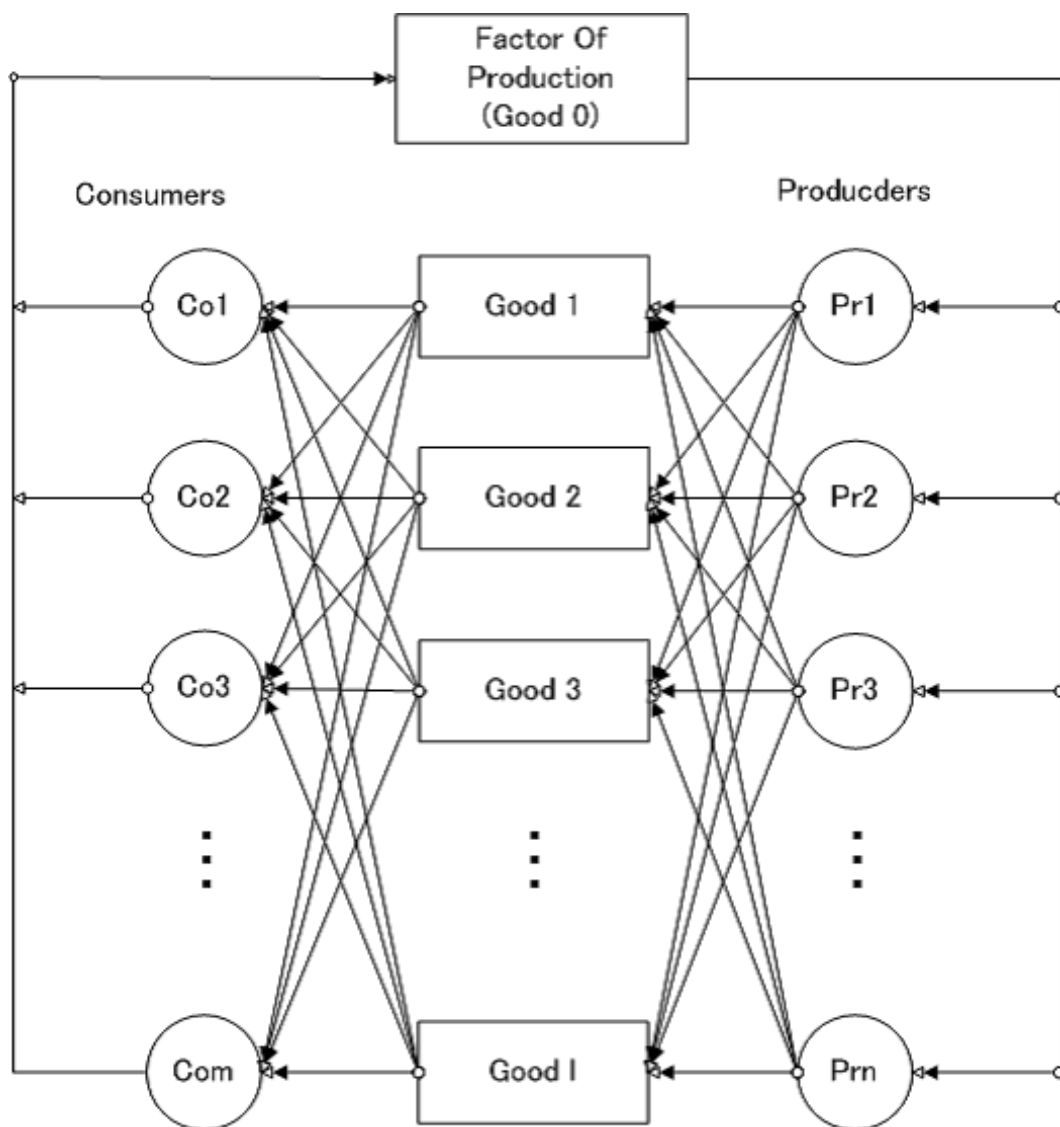 Factor Of
Production
(Good 0)
Consumers
Producders
Co1
Good 1
Pr1
Co2
Good 2
Pr2
Co3
Good 3
Pr3
Com
Good l
Prn